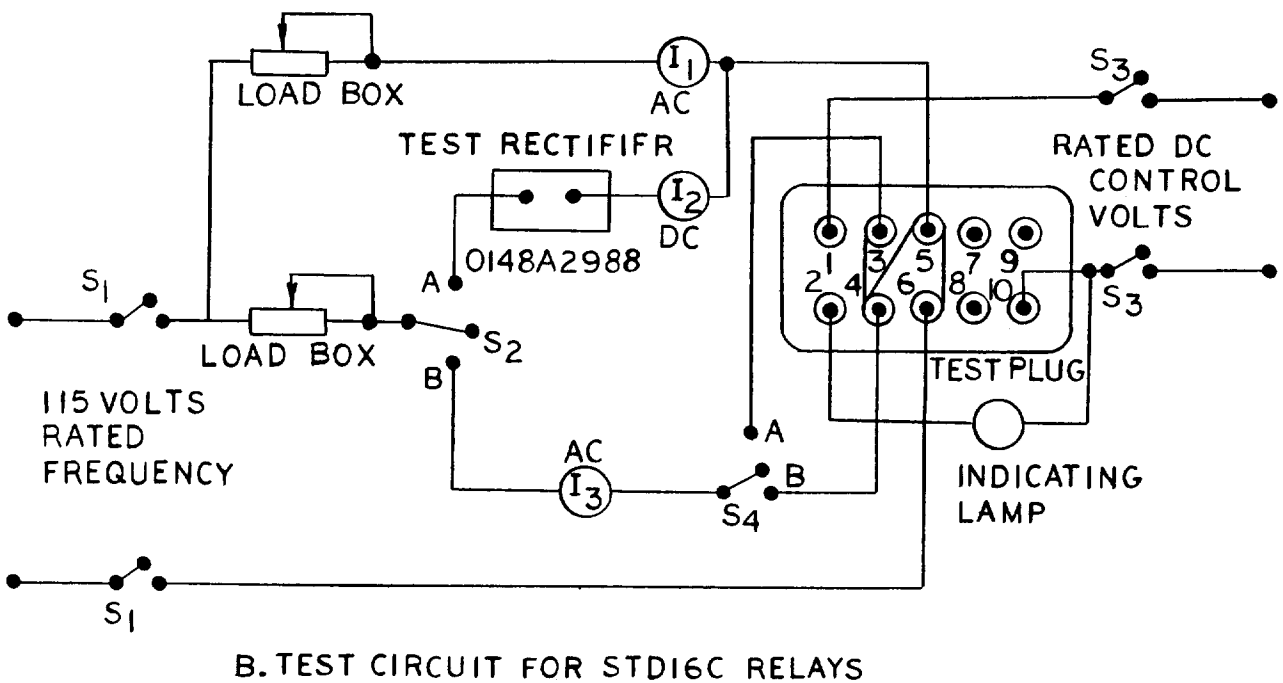 LOAD BOX
I1
AC
S3
TEST RECTIFIFR
I2
DC
0148A2988
RATED DC
CONTROL
VOLTS
1 3 5 7 9
2 4 6 8 10
S3
TEST PLUG
S1
LOAD BOX
A
S2
B
115 VOLTS
RATED
FREQUENCY
AC
I3
A
B
S4
INDICATING
LAMP
S1
B. TEST CIRCUIT FOR STD16C RELAYS